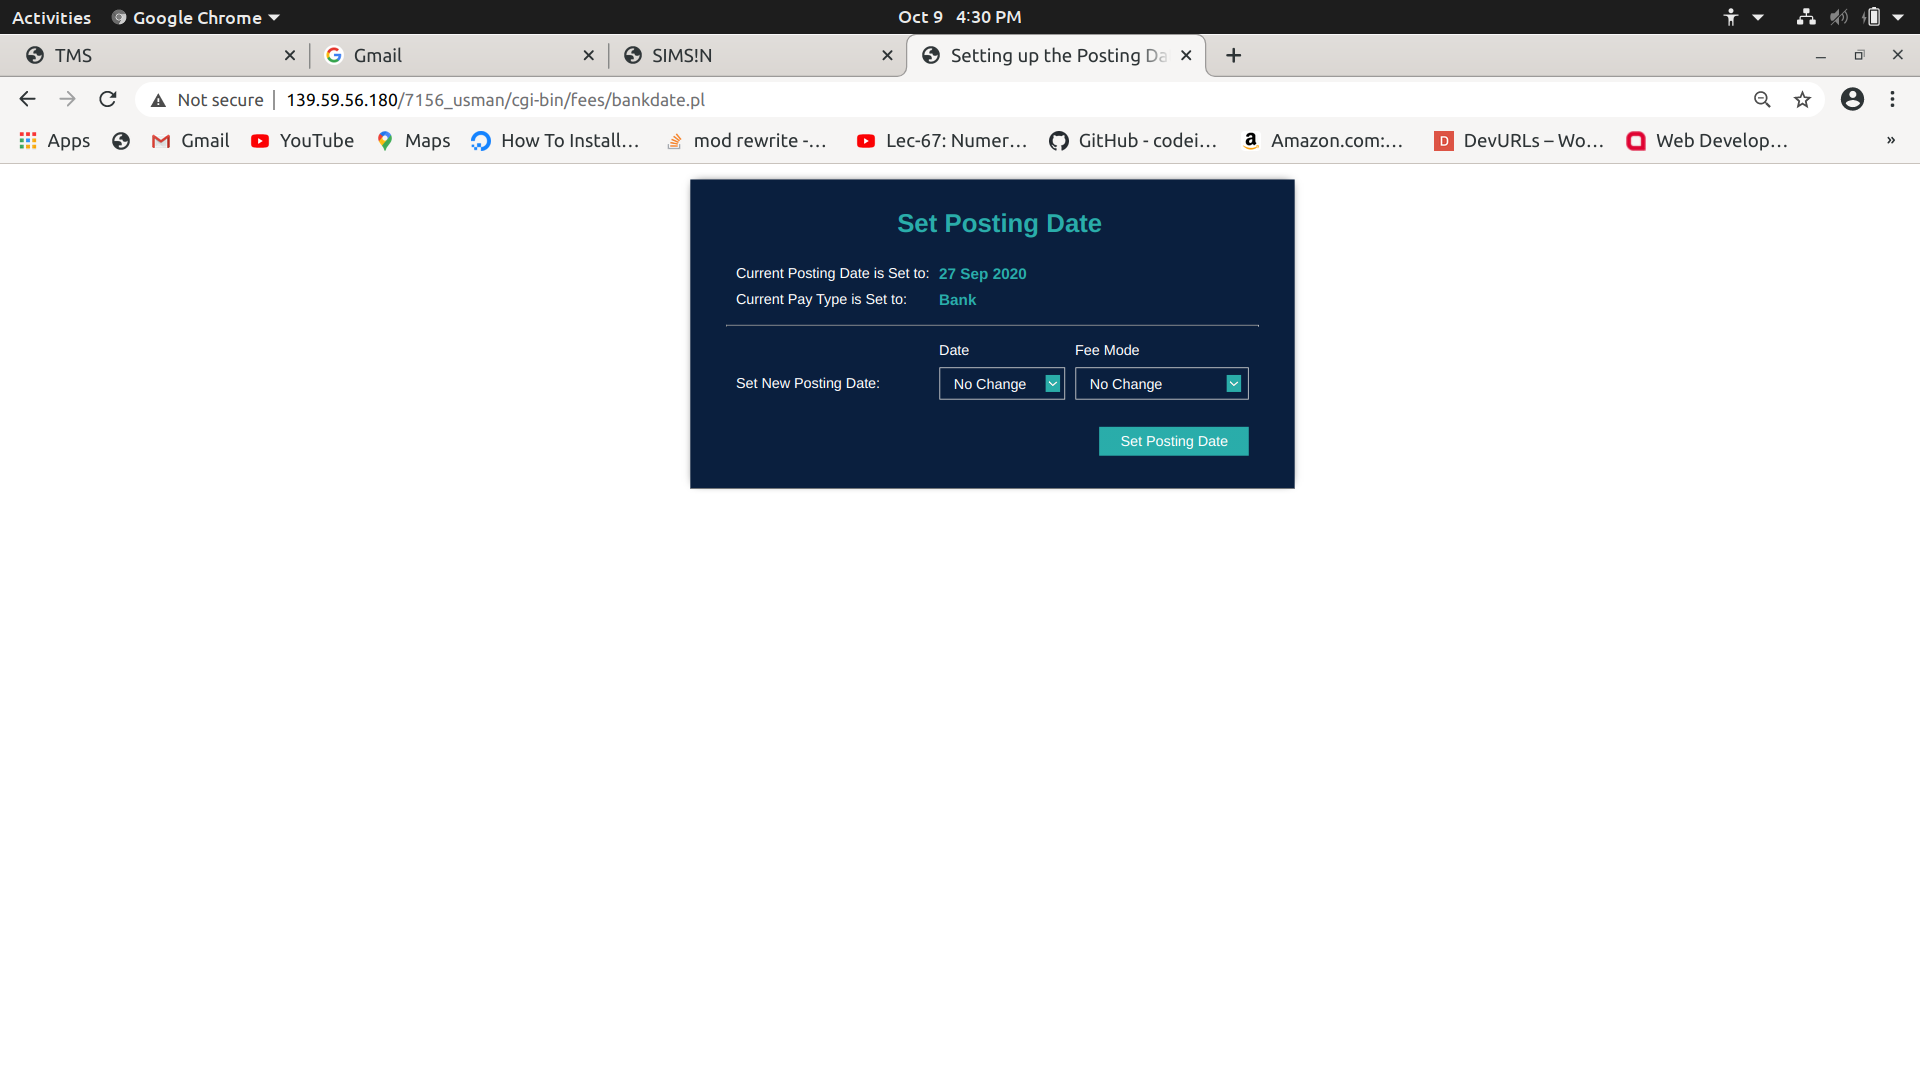 Activities Google Chrome Oct 9 4:30 PM
TMS Gmail SIMS!N Setting up the Posting Da
Not secure 139.59.56.180/7156_usman/cgi-bin/fees/bankdate.pl
Apps Gmail YouTube Maps How To Install... mod rewrite -... Lec-67: Numer... GitHub - codei... Amazon.com:... DevURLs – Wo... Web Develop... »
Set Posting Date
Current Posting Date is Set to: 27 Sep 2020
Current Pay Type is Set to: Bank
Date Fee Mode
Set New Posting Date: No Change No Change
Set Posting Date